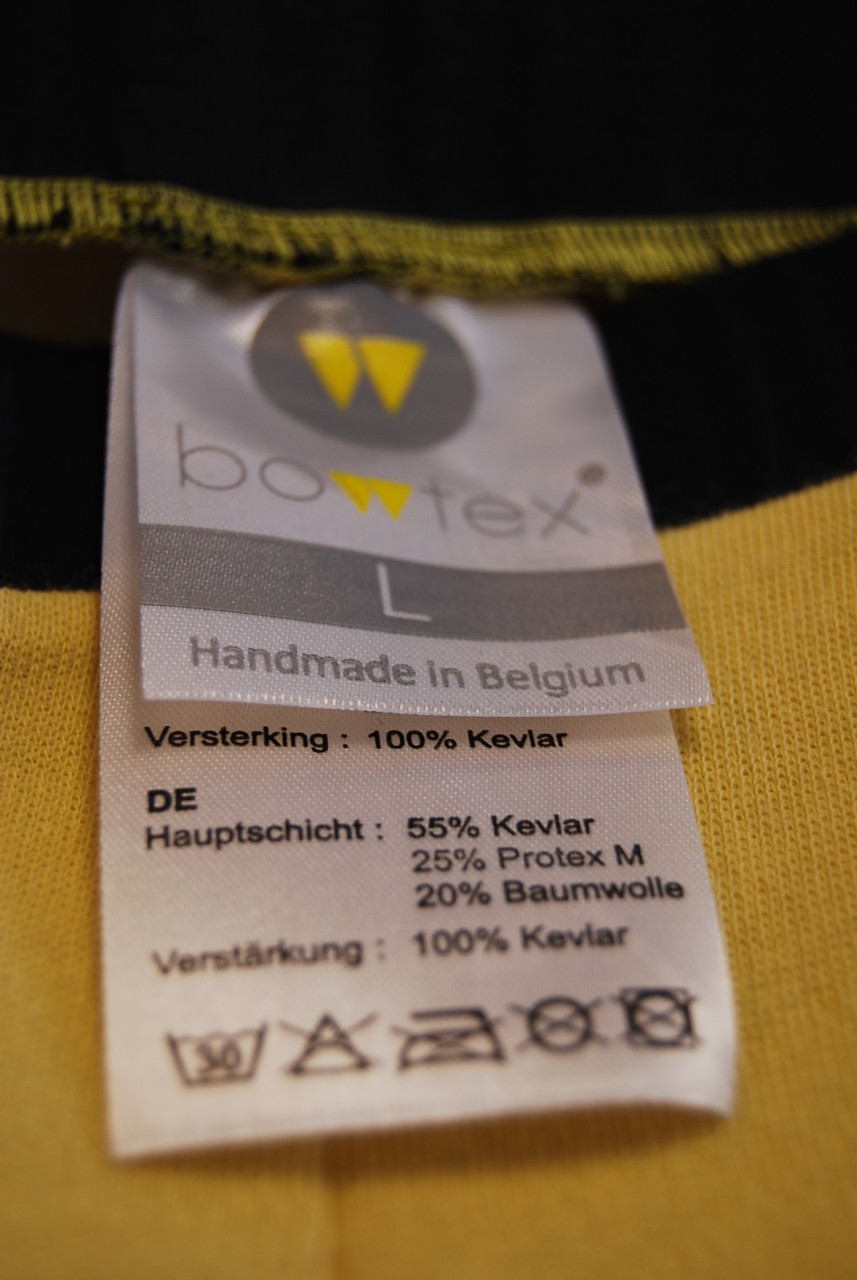 bowtex®
L
Handmade in Belgium
Versterking : 100% Kevlar
DE
Hauptschicht : 55% Kevlar
25% Protex M
20% Baumwolle
Verstärkung : 100% Kevlar
30